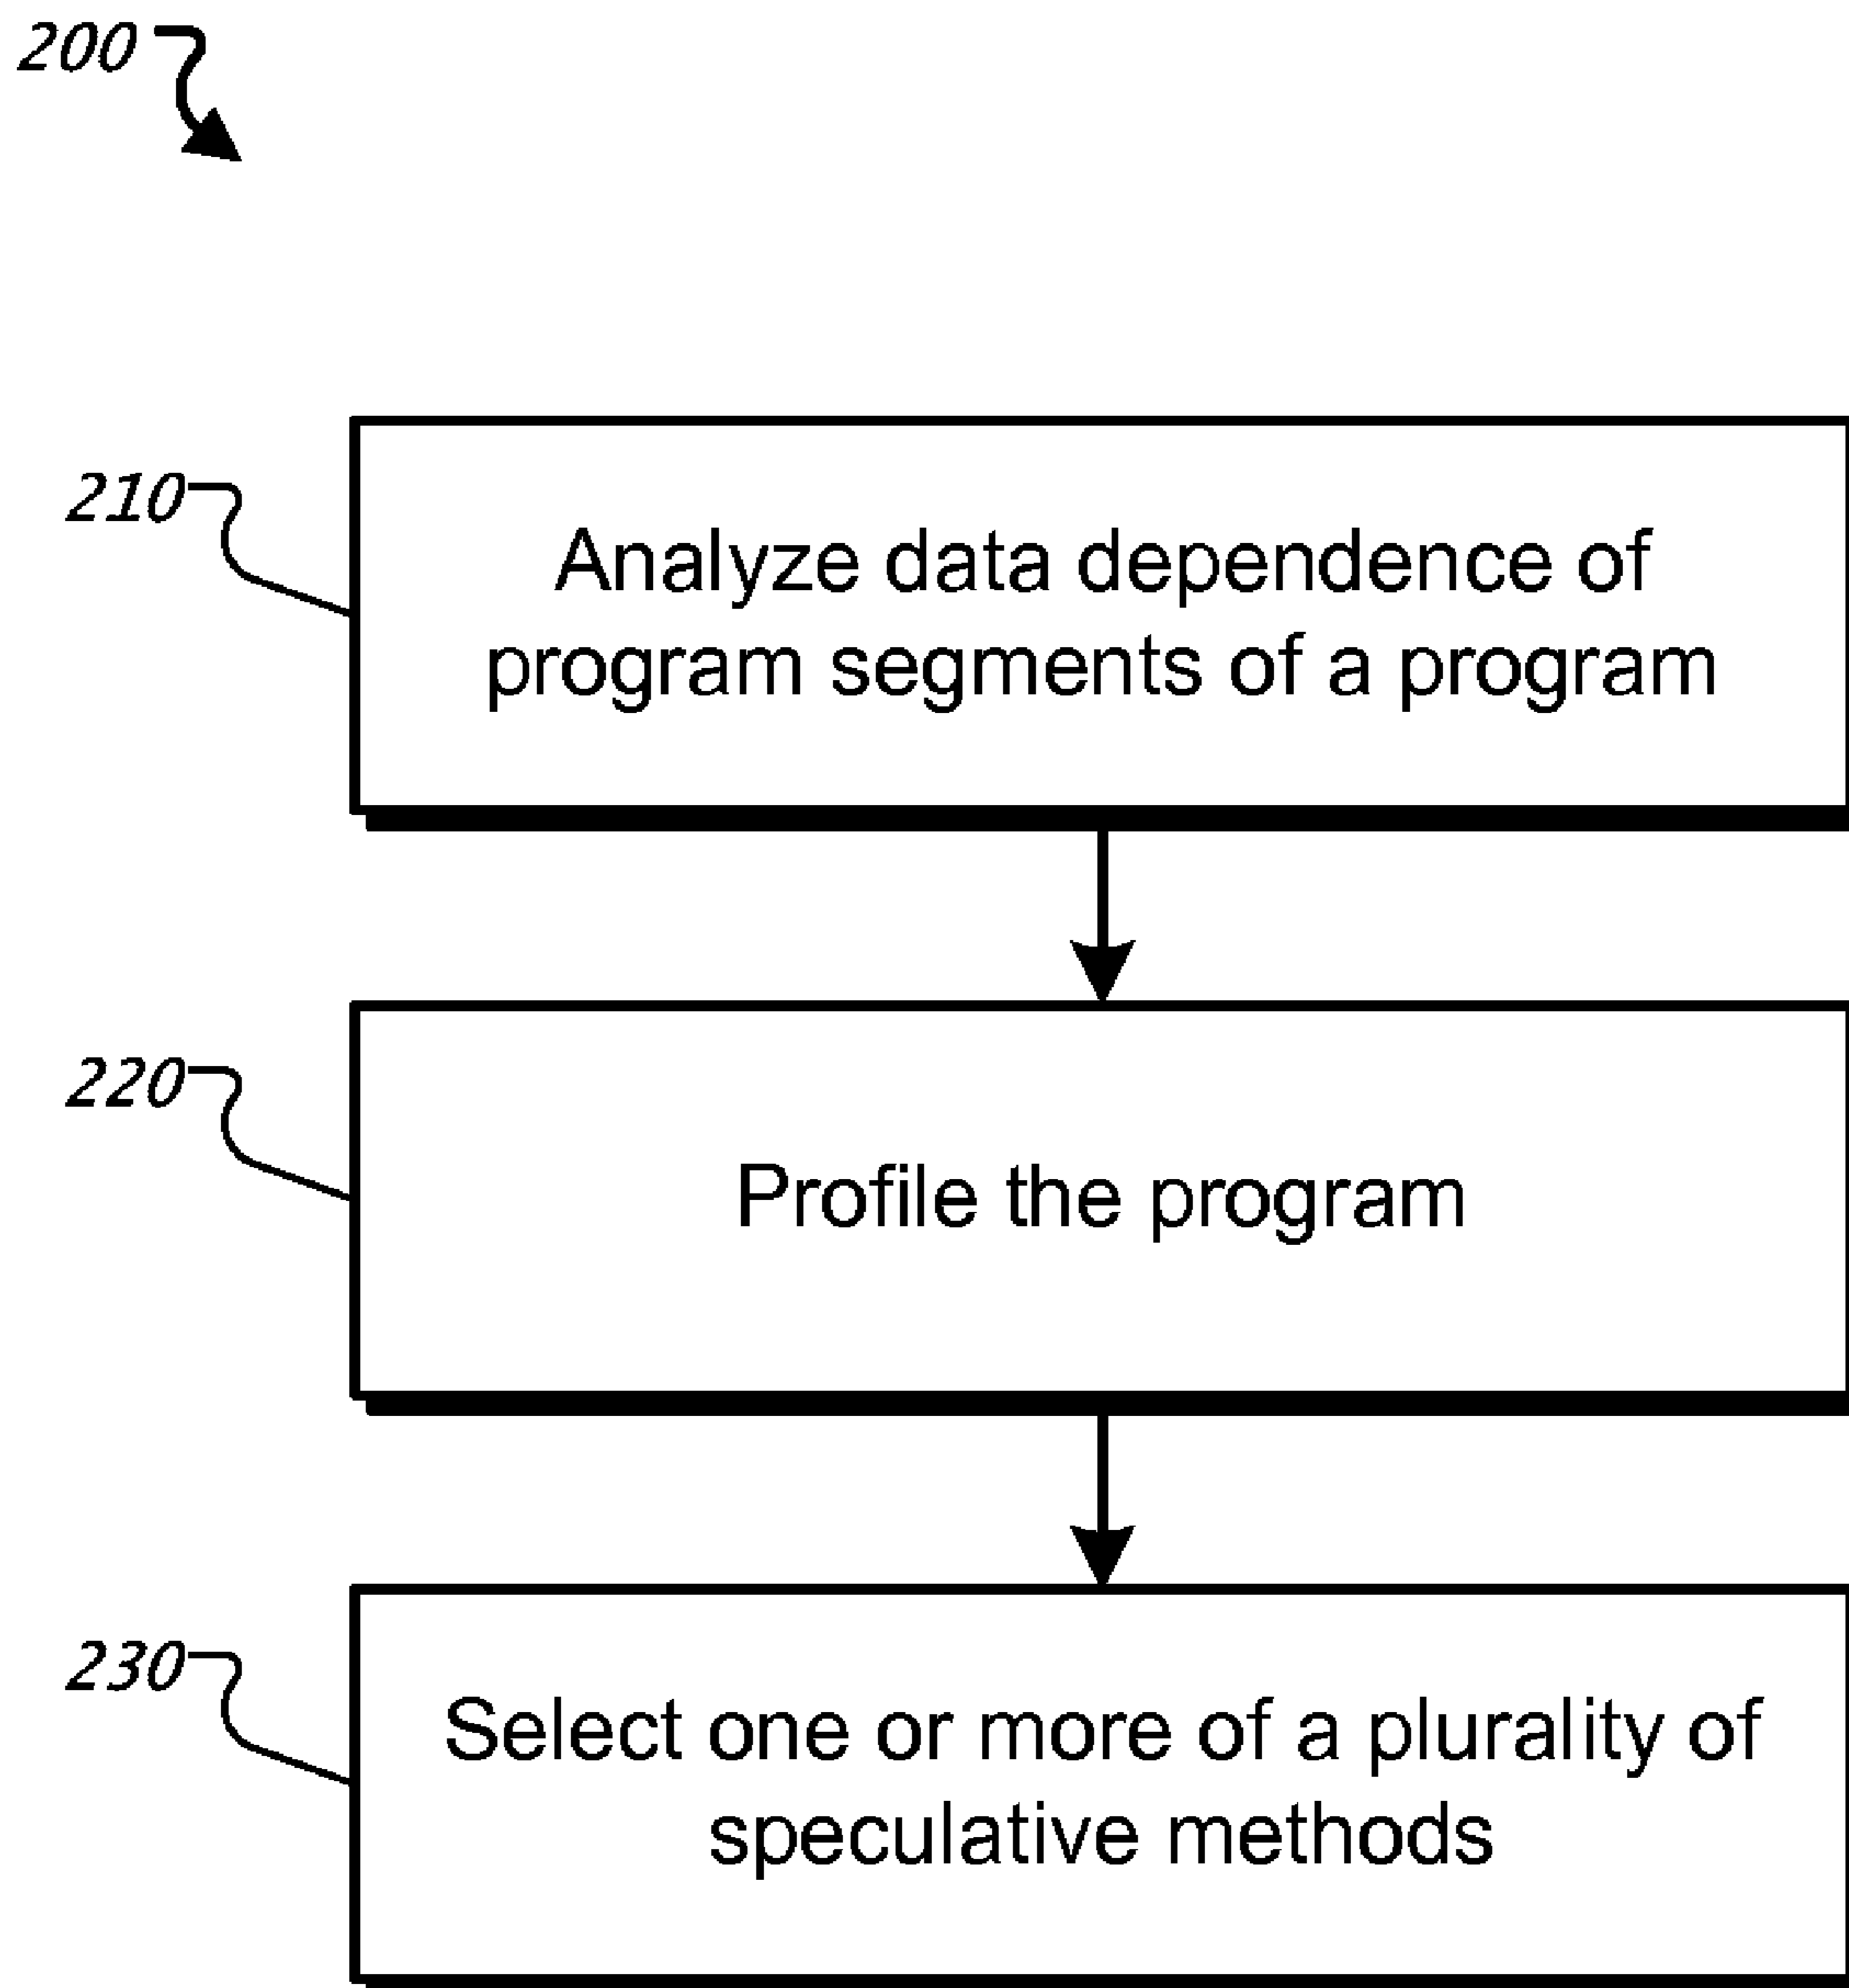 200
210
Analyze data dependence of
program segments of a program
220
Profile the program
230
Select one or more of a plurality of
speculative methods